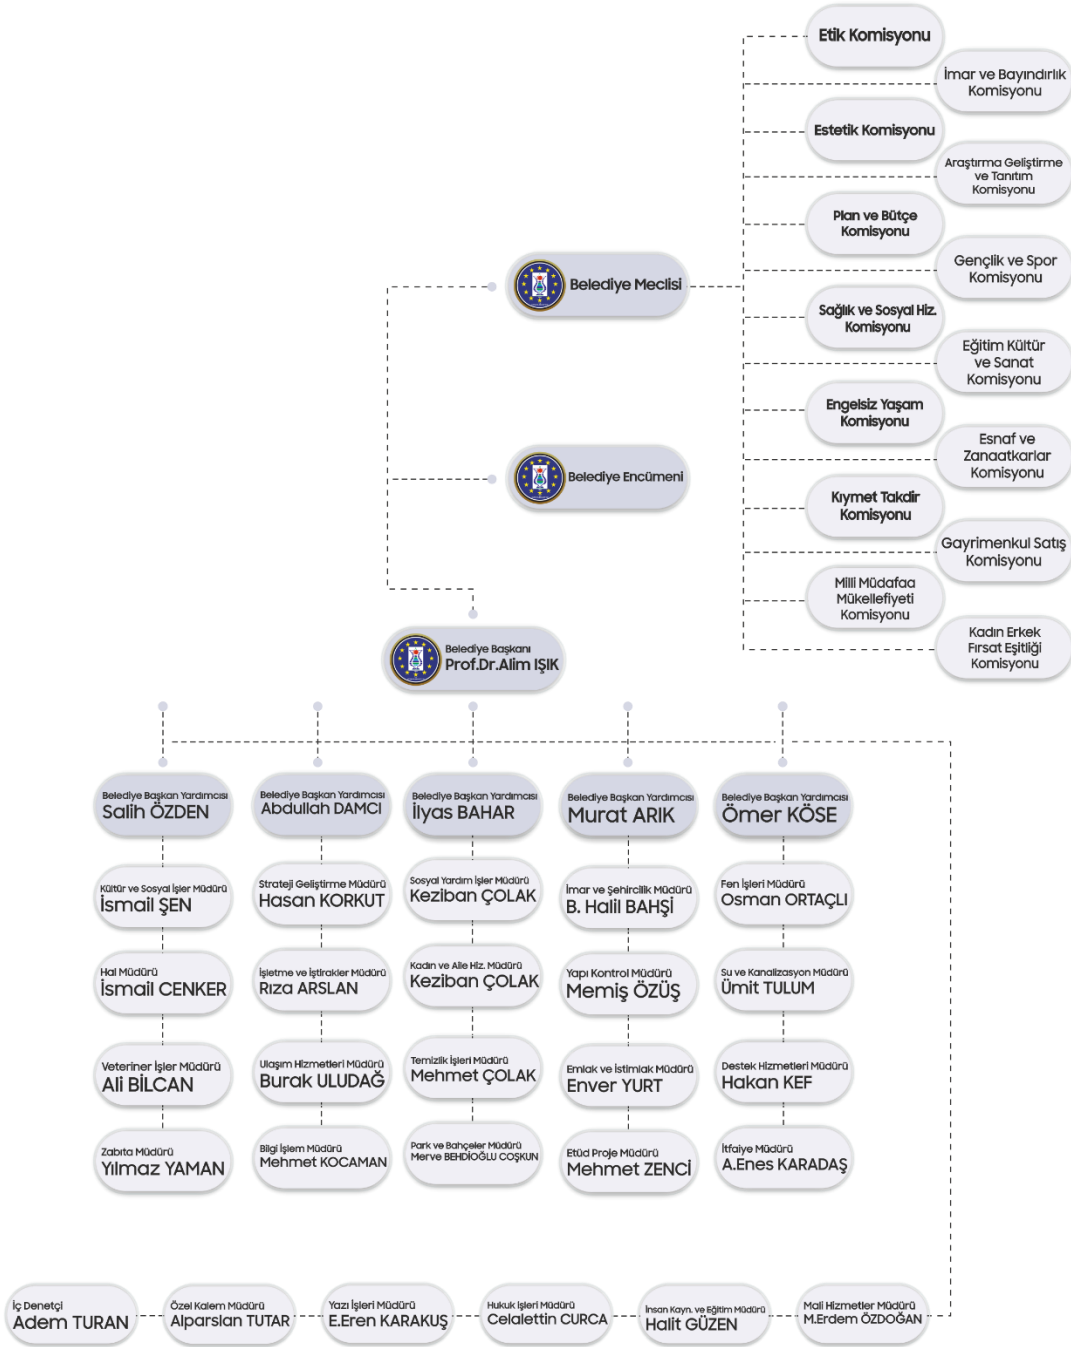 Etik Komisyonu
İmar ve Bayındırlık
Komisyonu
Estetik Komisyonu
Araştırma Geliştirme
ve Tanıtım
Komisyonu
Plan ve Bütçe
Komisyonu
Gençlik ve Spor
Komisyonu
Belediye Meclisi
Sağlık ve Sosyal Hiz.
Komisyonu
Eğitim Kültür
ve Sanat
Komisyonu
Engelsiz Yaşam
Komisyonu
Esnaf ve
Zanaatkarlar
Komisyonu
Belediye Encümeni
Kıymet Takdir
Komisyonu
Gayrimenkul Satış
Komisyonu
Milli Müdafaa
Mükellefiyeti
Komisyonu
Kadın Erkek
Fırsat Eşitliği
Komisyonu
Belediye Başkanı
Prof.Dr.Alim IŞIK
Belediye Başkan Yardımcısı
Salih ÖZDEN
Belediye Başkan Yardımcısı
Abdullah DAMCI
Belediye Başkan Yardımcısı
İlyas BAHAR
Belediye Başkan Yardımcısı
Murat ARIK
Belediye Başkan Yardımcısı
Ömer KÖSE
Kültür ve Sosyal İşler Müdürü
İsmail ŞEN
Strateji Geliştirme Müdürü
Hasan KORKUT
Sosyal Yardım İşler Müdürü
Keziban ÇOLAK
İmar ve Şehircilik Müdürü
B. Halil BAHŞİ
Fen İşleri Müdürü
Osman ORTAÇLI
Hal Müdürü
İsmail CENKER
İşletme ve İştirakler Müdürü
Rıza ARSLAN
Kadın ve Aile Hiz. Müdürü
Keziban ÇOLAK
Yapı Kontrol Müdürü
Memiş ÖZÜŞ
Su ve Kanalizasyon Müdürü
Ümit TULUM
Veteriner İşler Müdürü
Ali BİLCAN
Ulaşım Hizmetleri Müdürü
Burak ULUDAĞ
Temizlik İşleri Müdürü
Mehmet ÇOLAK
Emlak ve İstimlak Müdürü
Enver YURT
Destek Hizmetleri Müdürü
Hakan KEF
Zabıta Müdürü
Yılmaz YAMAN
Bilgi İşlem Müdürü
Mehmet KOCAMAN
Park ve Bahçeler Müdürü
Merve BEHDİOĞLU COŞKUN
Etüd Proje Müdürü
Mehmet ZENCİ
İtfaiye Müdürü
A.Enes KARADAŞ
İç Denetçi
Adem TURAN
Özel Kalem Müdürü
Alparslan TUTAR
Yazı İşleri Müdürü
E.Eren KARAKUŞ
Hukuk İşleri Müdürü
Celalettin CURCA
İnsan Kayn. ve Eğitim Müdürü
Halit GÜZEN
Mali Hizmetler Müdürü
M.Erdem ÖZDOĞAN